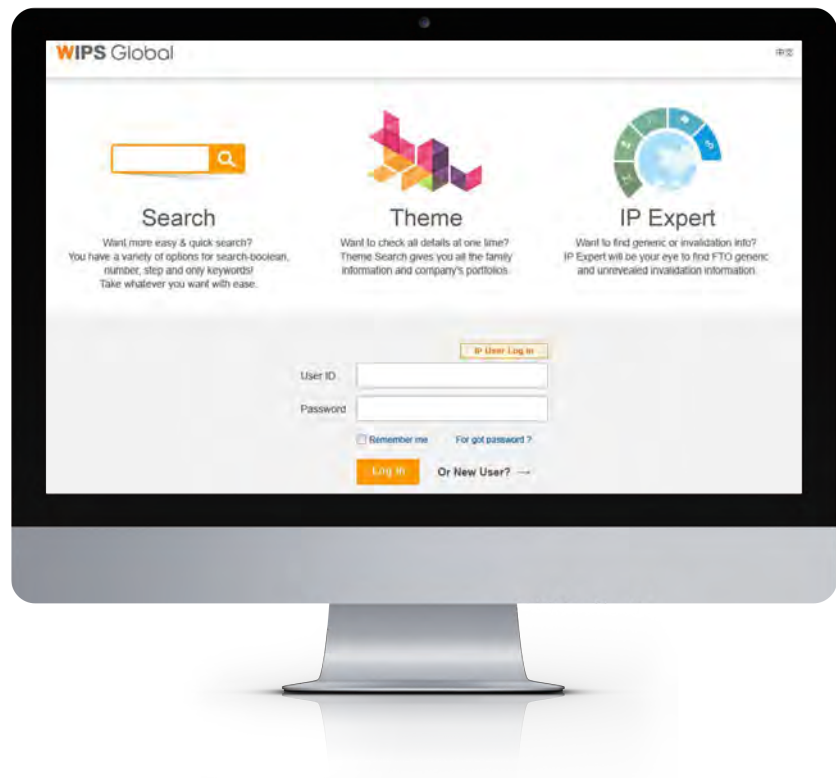 WIPS Global
中文
Search
Want more easy & quick search?
You have a variety of options for search-boolean,
number, step and only keywords!
Take whatever you want with ease.
Theme
Want to check all details at one time?
Theme Search gives you all the family
information and company's portfolios.
IP Expert
Want to find generic or invalidation info?
IP Expert will be your eye to find FTO generic
and unrevealed invalidation information.
IP User Log in
User ID
Password
Remember me
For got password ?
Log in
Or New User? →